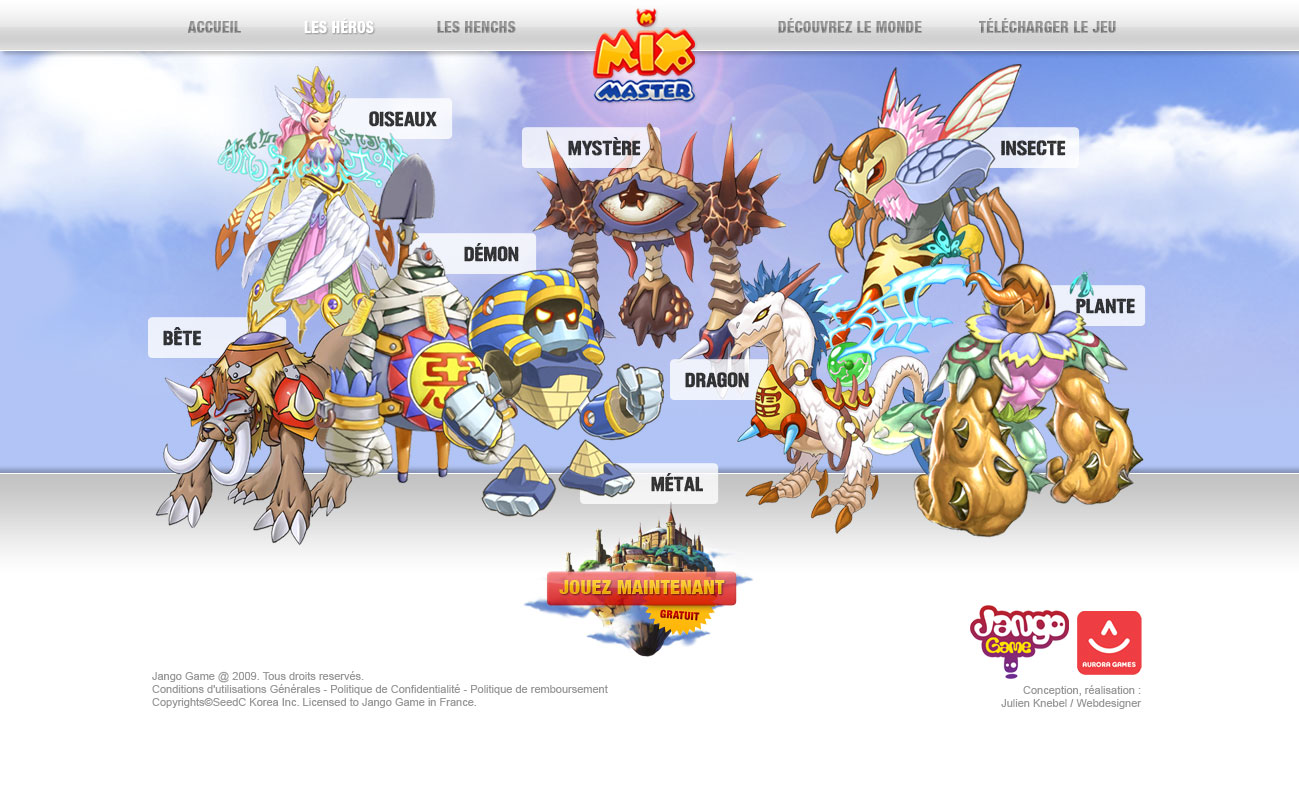 ACCUEIL
LES HÉROS
LES HENCHS
MIX
MASTER
DÉCOUVREZ LE MONDE
TÉLÉCHARGER LE JEU
OISEAUX
MYSTÈRE
INSECTE
DÉMON
PLANTE
BÊTE
DRAGON
惡
雷
MÉTAL
JOUEZ MAINTENANT
GRATUIT
Jango
Game
AURORA GAMES
Jango Game @ 2009. Tous droits reservés.
Conditions d'utilisations Générales - Politique de Confidentialité - Politique de remboursement
Copyrights©SeedC Korea Inc. Licensed to Jango Game in France.
Conception, réalisation :
Julien Knebel / Webdesigner